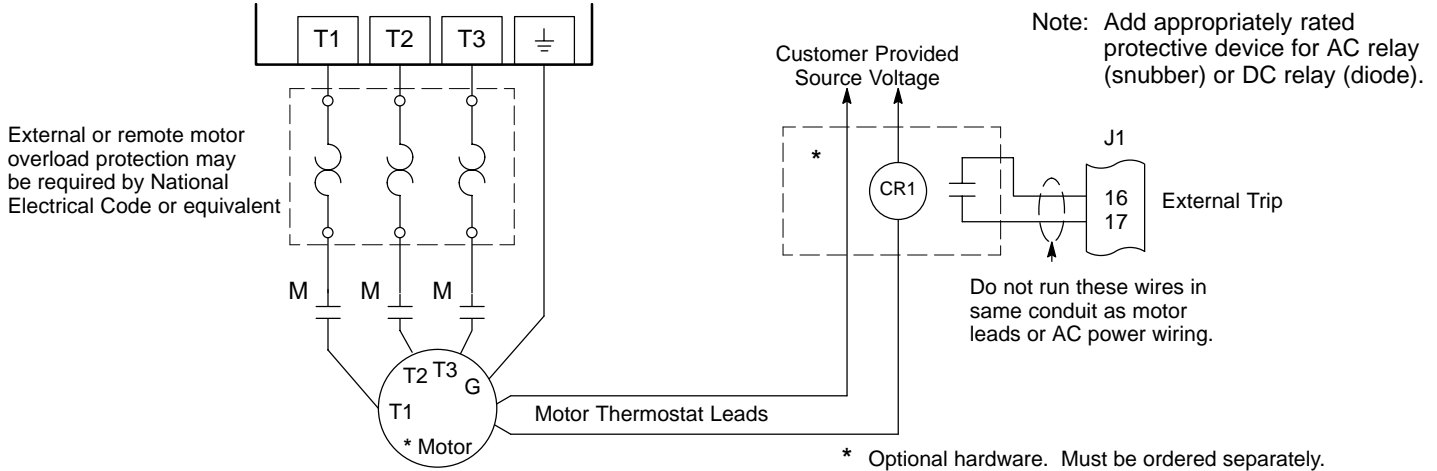 T1 T2 T3
Note: Add appropriately rated
protective device for AC relay
(snubber) or DC relay (diode).
Customer Provided
Source Voltage
External or remote motor
overload protection may
be required by National
Electrical Code or equivalent
*
CR1
J1
16
17
External Trip
Do not run these wires in
same conduit as motor
leads or AC power wiring.
M M M
T2 T3
G
T1
* Motor
Motor Thermostat Leads
* Optional hardware. Must be ordered separately.